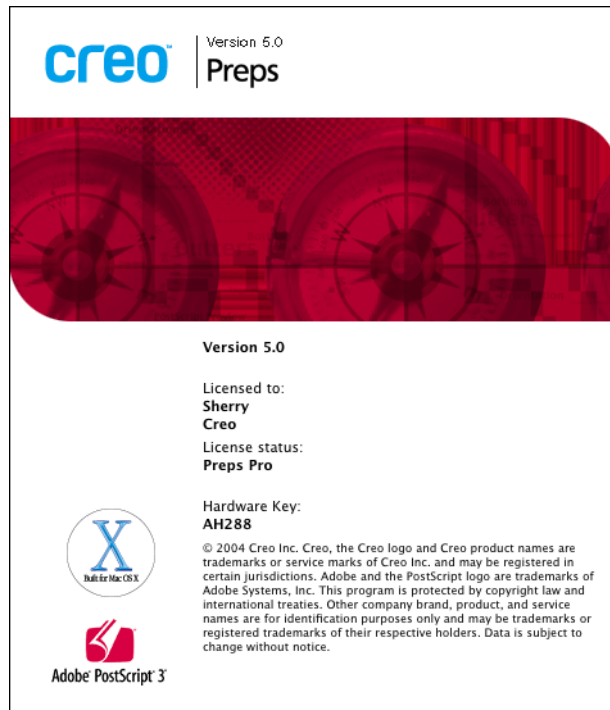 creo™
Version 5.0
Preps
Version 5.0
Licensed to:
Sherry
Creo
License status:
Preps Pro
Hardware Key:
AH288
© 2004 Creo Inc. Creo, the Creo logo and Creo product names are
trademarks or service marks of Creo Inc. and may be registered in
certain jurisdictions. Adobe and the PostScript logo are trademarks of
Adobe Systems, Inc. This program is protected by copyright law and
international treaties. Other company brand, product, and service
names are for identification purposes only and may be trademarks or
registered trademarks of their respective holders. Data is subject to
change without notice.
X
Built for Mac OS X
Adobe® PostScript® 3™